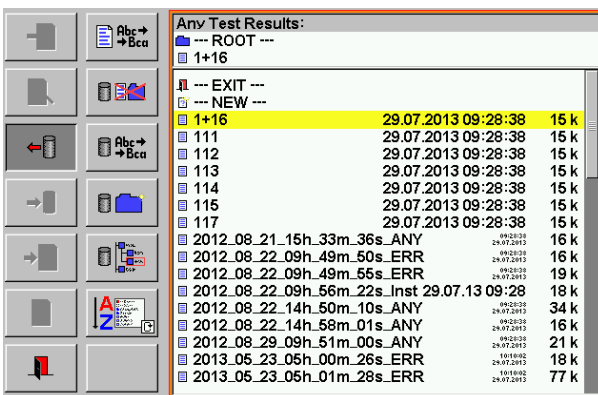 Abc→
→Bca
Abc→
→Bca
A
Z
Any Test Results:
--- ROOT ---
1+16
--- EXIT ---
--- NEW ---
1+16 29.07.2013 09:28:38 15 k
111 29.07.2013 09:28:38 15 k
112 29.07.2013 09:28:38 15 k
113 29.07.2013 09:28:38 15 k
114 29.07.2013 09:28:38 15 k
115 29.07.2013 09:28:38 15 k
117 29.07.2013 09:28:38 15 k
2012_08_21_15h_33m_36s_ANY 09:28:38 29.07.2013 16 k
2012_08_22_09h_49m_50s_ERR 09:28:38 29.07.2013 16 k
2012_08_22_09h_49m_55s_ERR 09:28:38 29.07.2013 19 k
2012_08_22_09h_56m_22s_Inst 29.07.13 09:28 18 k
2012_08_22_14h_50m_10s_ANY 09:28:38 29.07.2013 34 k
2012_08_22_14h_58m_01s_ANY 09:28:38 29.07.2013 16 k
2012_08_29_09h_51m_00s_ANY 09:28:38 29.07.2013 21 k
2013_05_23_05h_00m_26s_ERR 10:10:02 29.07.2013 18 k
2013_05_23_05h_01m_28s_ERR 10:10:02 29.07.2013 77 k